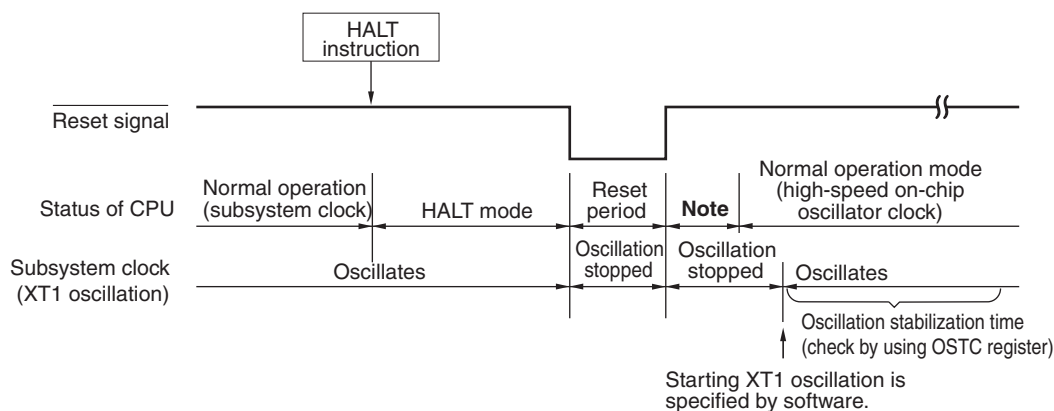 HALT
instruction
Reset signal
Status of CPU
Normal operation
(subsystem clock)
HALT mode
Reset
period
Note
Normal operation mode
(high-speed on-chip
oscillator clock)
Subsystem clock
(XT1 oscillation)
Oscillates
Oscillation
stopped
Oscillation
stopped
Oscillates
Oscillation stabilization time
(check by using OSTC register)
Starting XT1 oscillation is
specified by software.